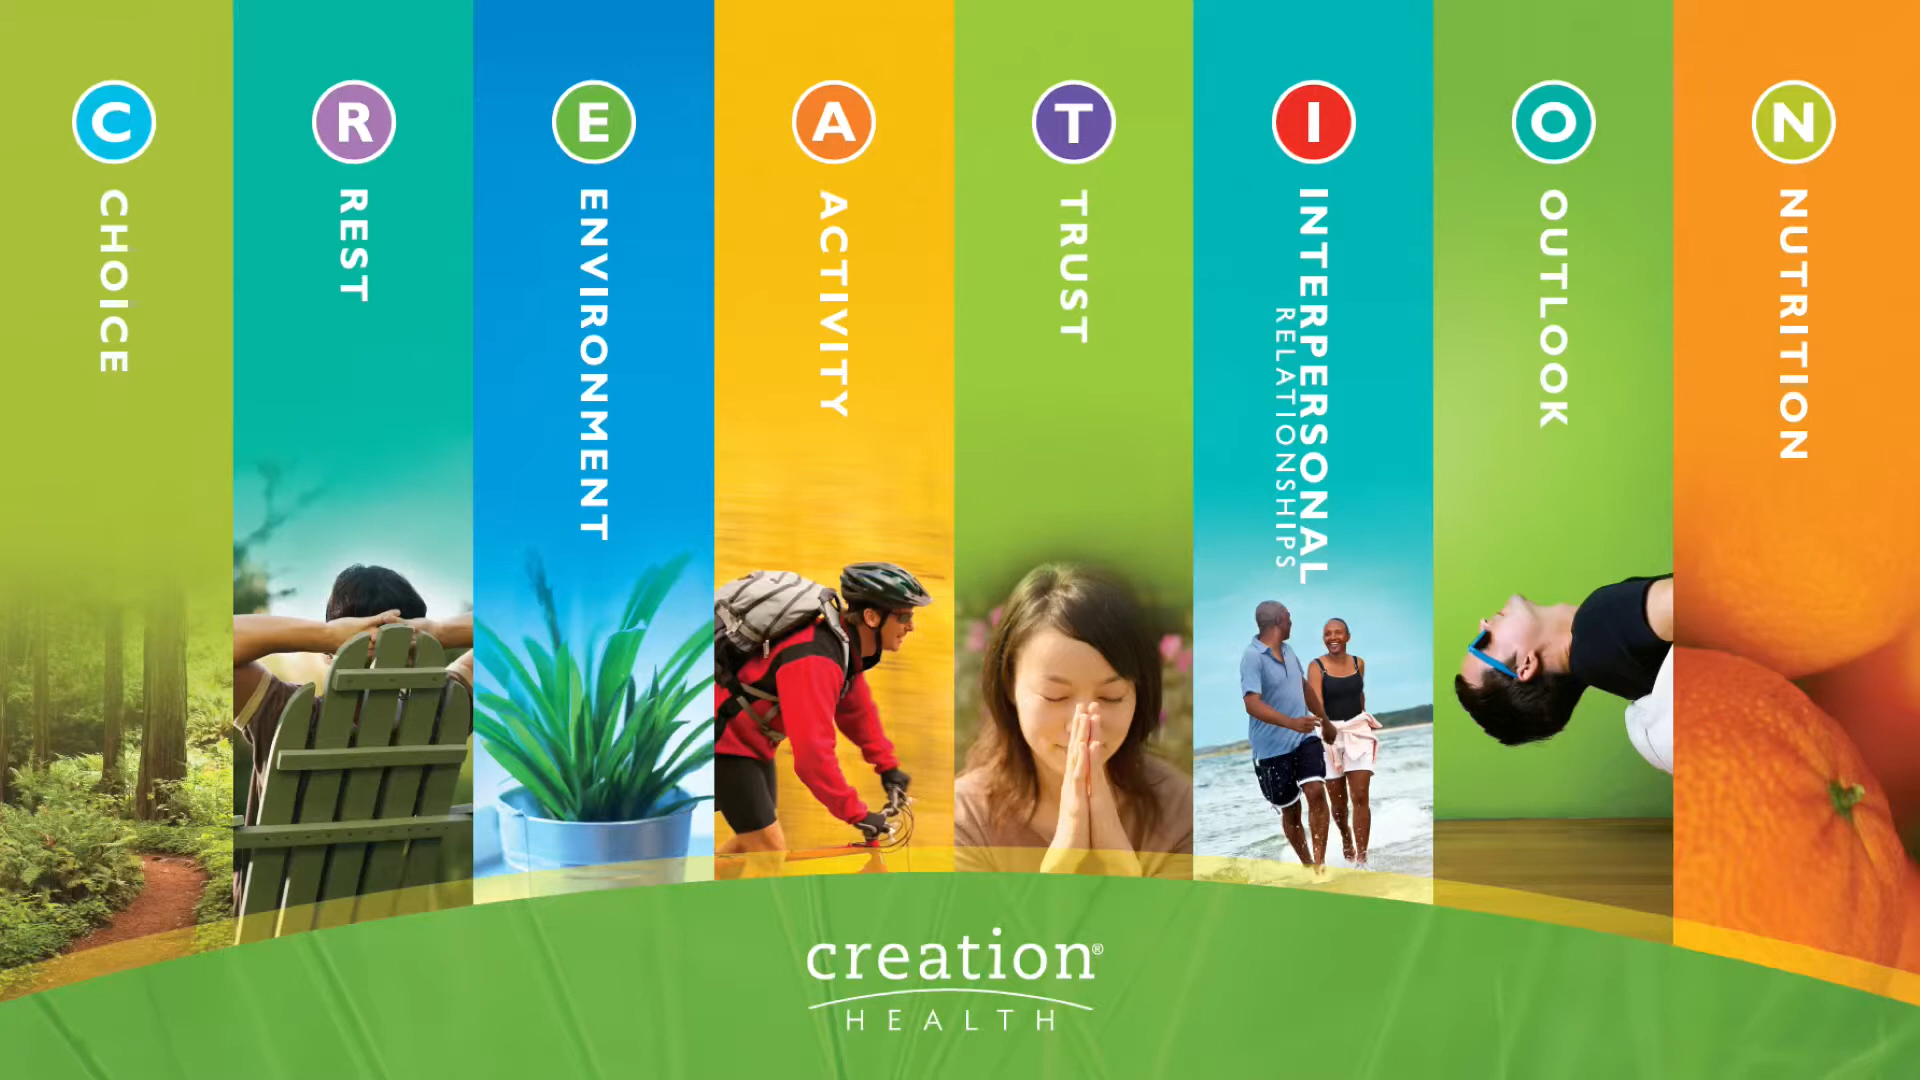 C
CHOICE
R
REST
E
ENVIRONMENT
A
ACTIVITY
T
TRUST
I
INTERPERSONAL
RELATIONSHIPS
O
OUTLOOK
N
NUTRITION
creation®
HEALTH